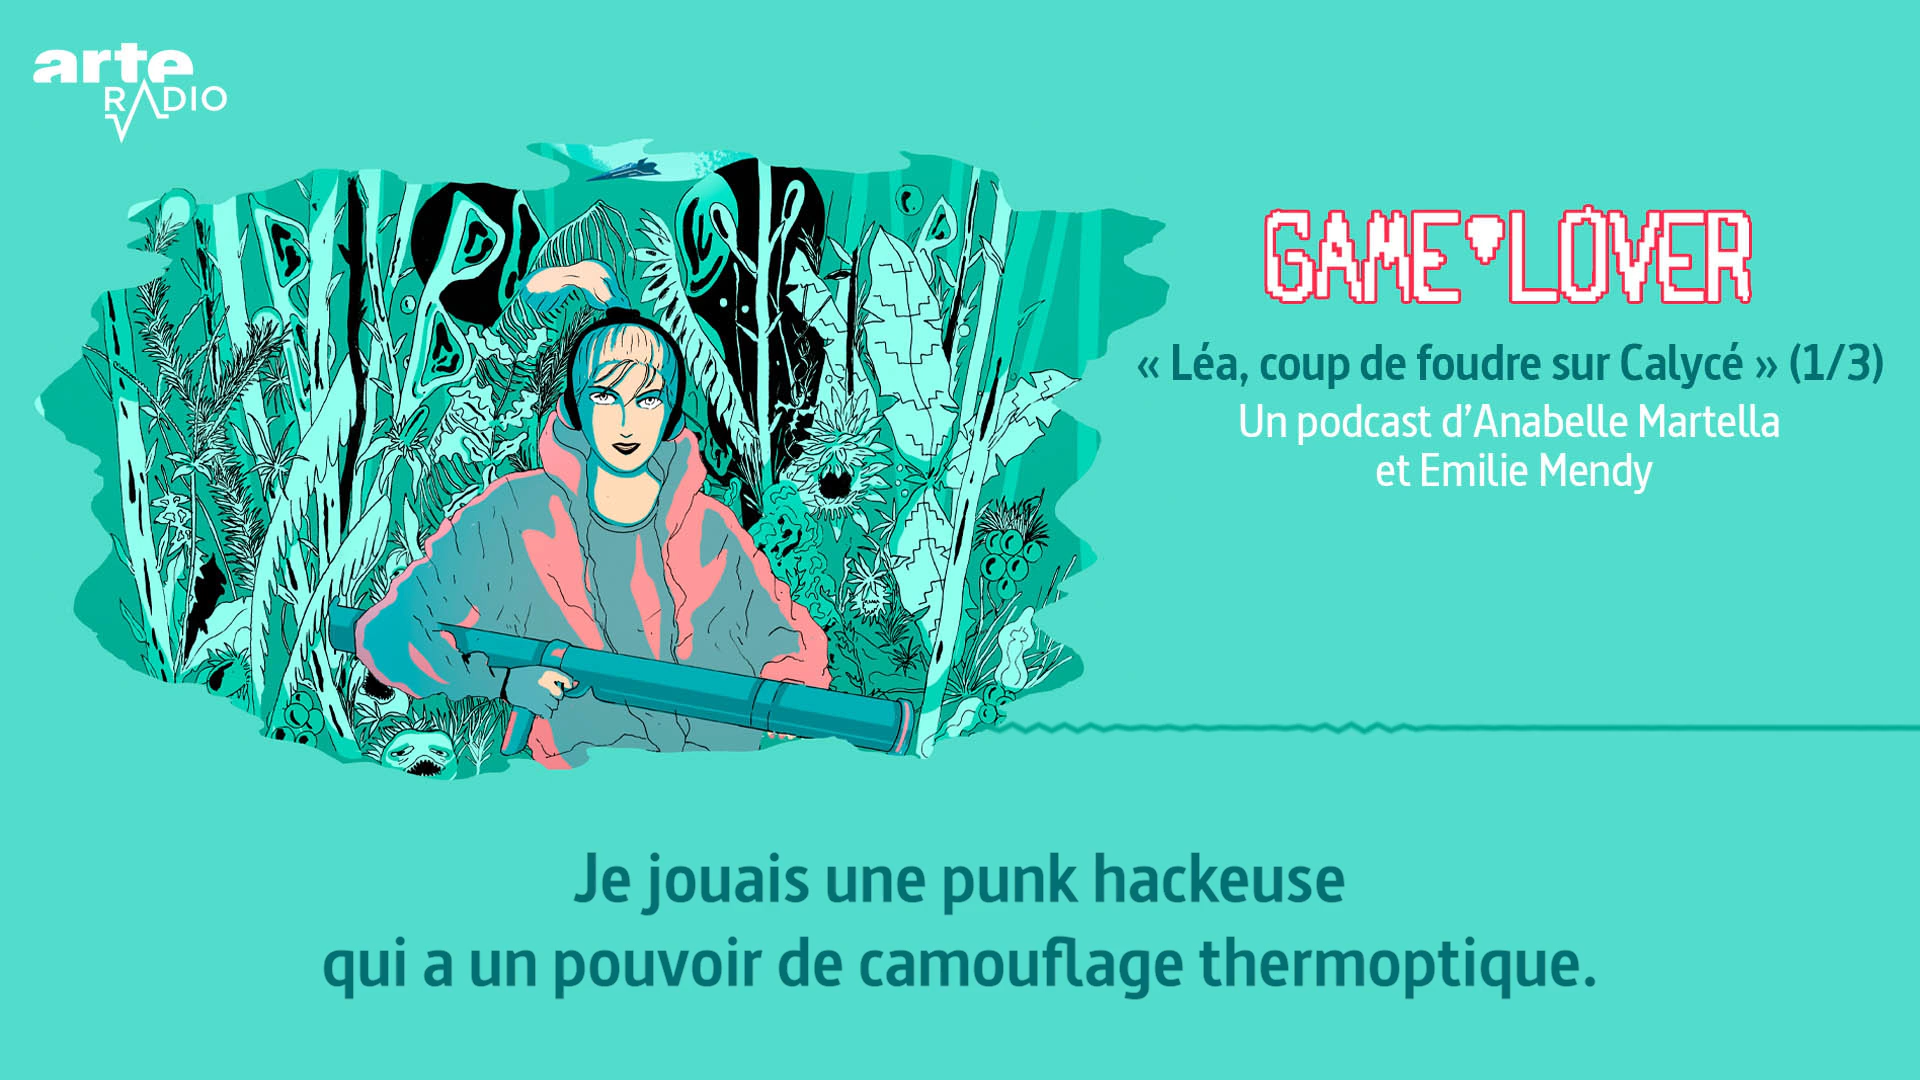 arte
RADIO
GAME♥LOVER
« Léa, coup de foudre sur Calycé » (1/3)
Un podcast d’Anabelle Martella
et Emilie Mendy
Je jouais une punk hackeuse
qui a un pouvoir de camouflage thermoptique.